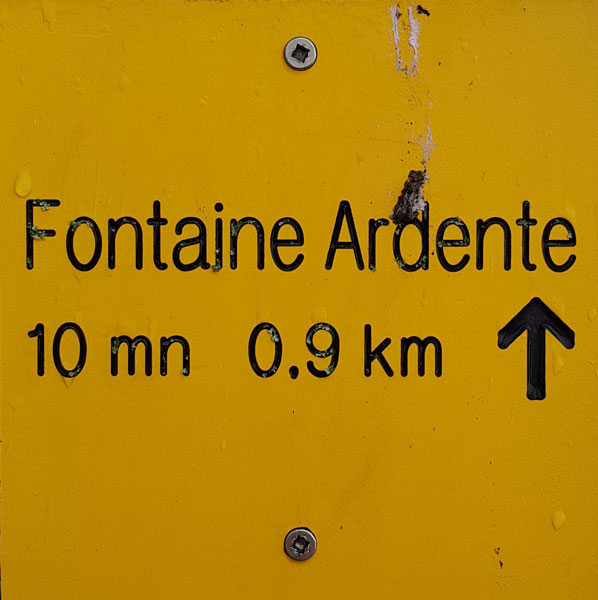 Fontaine Ardente
10 mn 0,9 km ↑